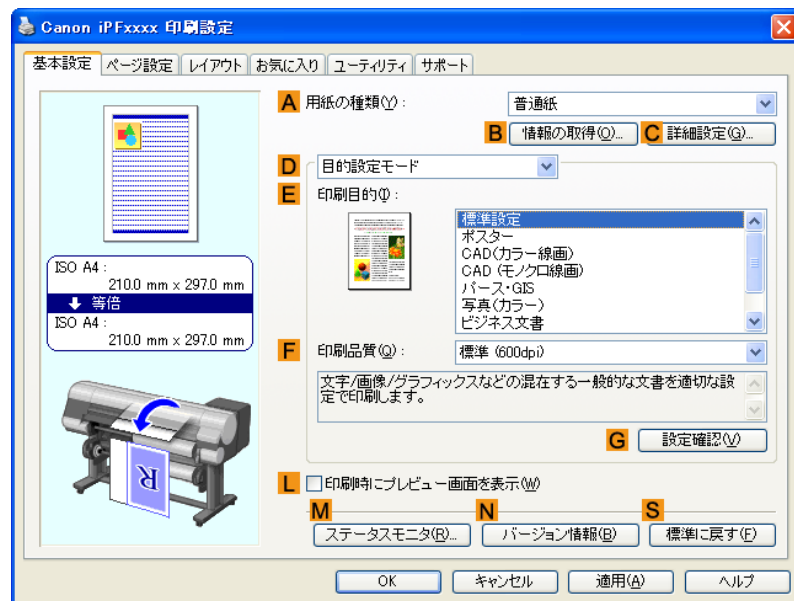 Canon iPFxxxx 印刷設定
基本設定 ページ設定 レイアウト お気に入り ユーティリティ サポート
A 用紙の種類(Y): 普通紙
B 情報の取得(O)... C 詳細設定(G)...
D 目的設定モード
E 印刷目的(I):
標準設定
ポスター
CAD(カラー線画)
CAD (モノクロ線画)
パース・GIS
写真(カラー)
ビジネス文書
ISO A4 :
210.0 mm x 297.0 mm
等倍
ISO A4 :
210.0 mm x 297.0 mm
F 印刷品質(Q): 標準 (600dpi)
文字/画像/グラフィックスなどの混在する一般的な文書を適切な設
定で印刷します。
G 設定確認(V)
R
L 印刷時にプレビュー画面を表示(W)
M N S
ステータスモニタ(R)... バージョン情報(B) 標準に戻す(F)
OK キャンセル 適用(A) ヘルプ